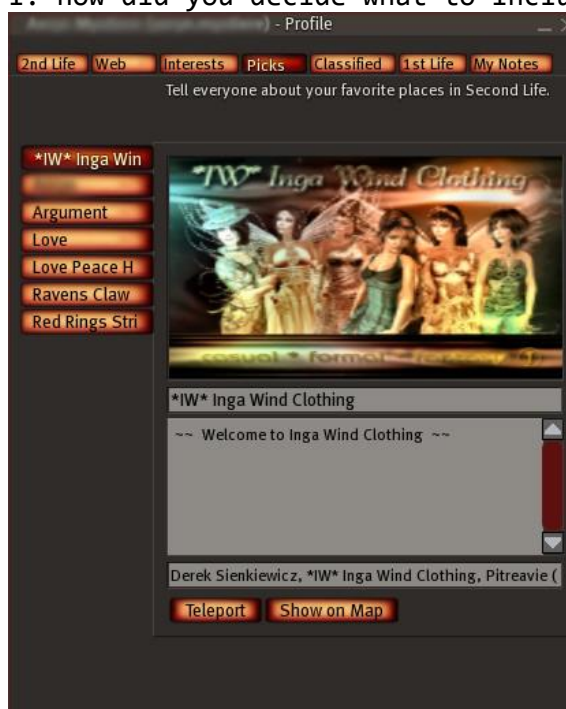 1. How did you decide what to
- Profile
2nd Life Web Interests Picks Classified 1st Life My Notes
Tell everyone about your favorite places in Second Life.
*IW* Inga Win
Argument
Love
Love Peace H
Ravens Claw
Red Rings Stri
*IW* Inga Wind Clothing
casual * formal * fantasy
*IW* Inga Wind Clothing
~~ Welcome to Inga Wind Clothing ~~
Derek Sienkiewicz, *IW* Inga Wind Clothing, Pitreavie (
Teleport Show on Map